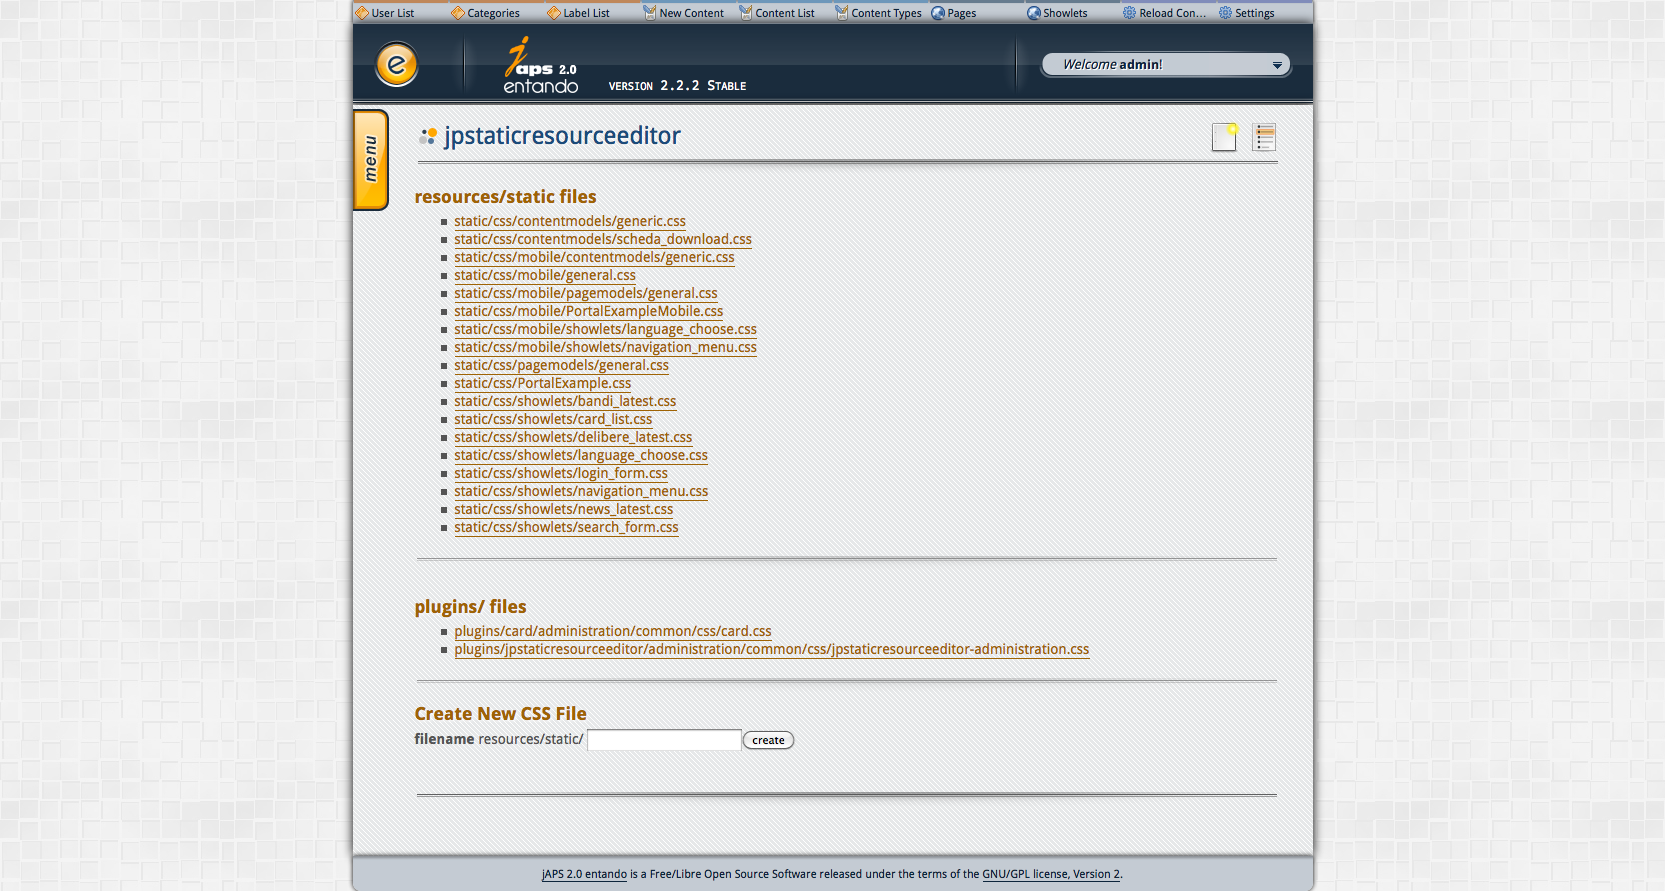 User List Categories Label List New Content Content List Content Types Pages Showlets Reload Con... Settings
e
japs 2.0
entando
VERSION 2.2.2 STABLE
Welcome admin!
menu
jpstaticresourceeditor
resources/static files
static/css/contentmodels/generic.css
static/css/contentmodels/scheda_download.css
static/css/mobile/contentmodels/generic.css
static/css/mobile/general.css
static/css/mobile/pagemodels/general.css
static/css/mobile/PortalExampleMobile.css
static/css/mobile/showlets/language_choose.css
static/css/mobile/showlets/navigation_menu.css
static/css/pagemodels/general.css
static/css/PortalExample.css
static/css/showlets/bandi_latest.css
static/css/showlets/card_list.css
static/css/showlets/delibere_latest.css
static/css/showlets/language_choose.css
static/css/showlets/login_form.css
static/css/showlets/navigation_menu.css
static/css/showlets/news_latest.css
static/css/showlets/search_form.css
plugins/ files
plugins/card/administration/common/css/card.css
plugins/jpstaticresourceeditor/administration/common/css/jpstaticresourceeditor-administration.css
Create New CSS File
filename resources/static/ create
jAPS 2.0 entando is a Free/Libre Open Source Software released under the terms of the GNU/GPL license, Version 2.